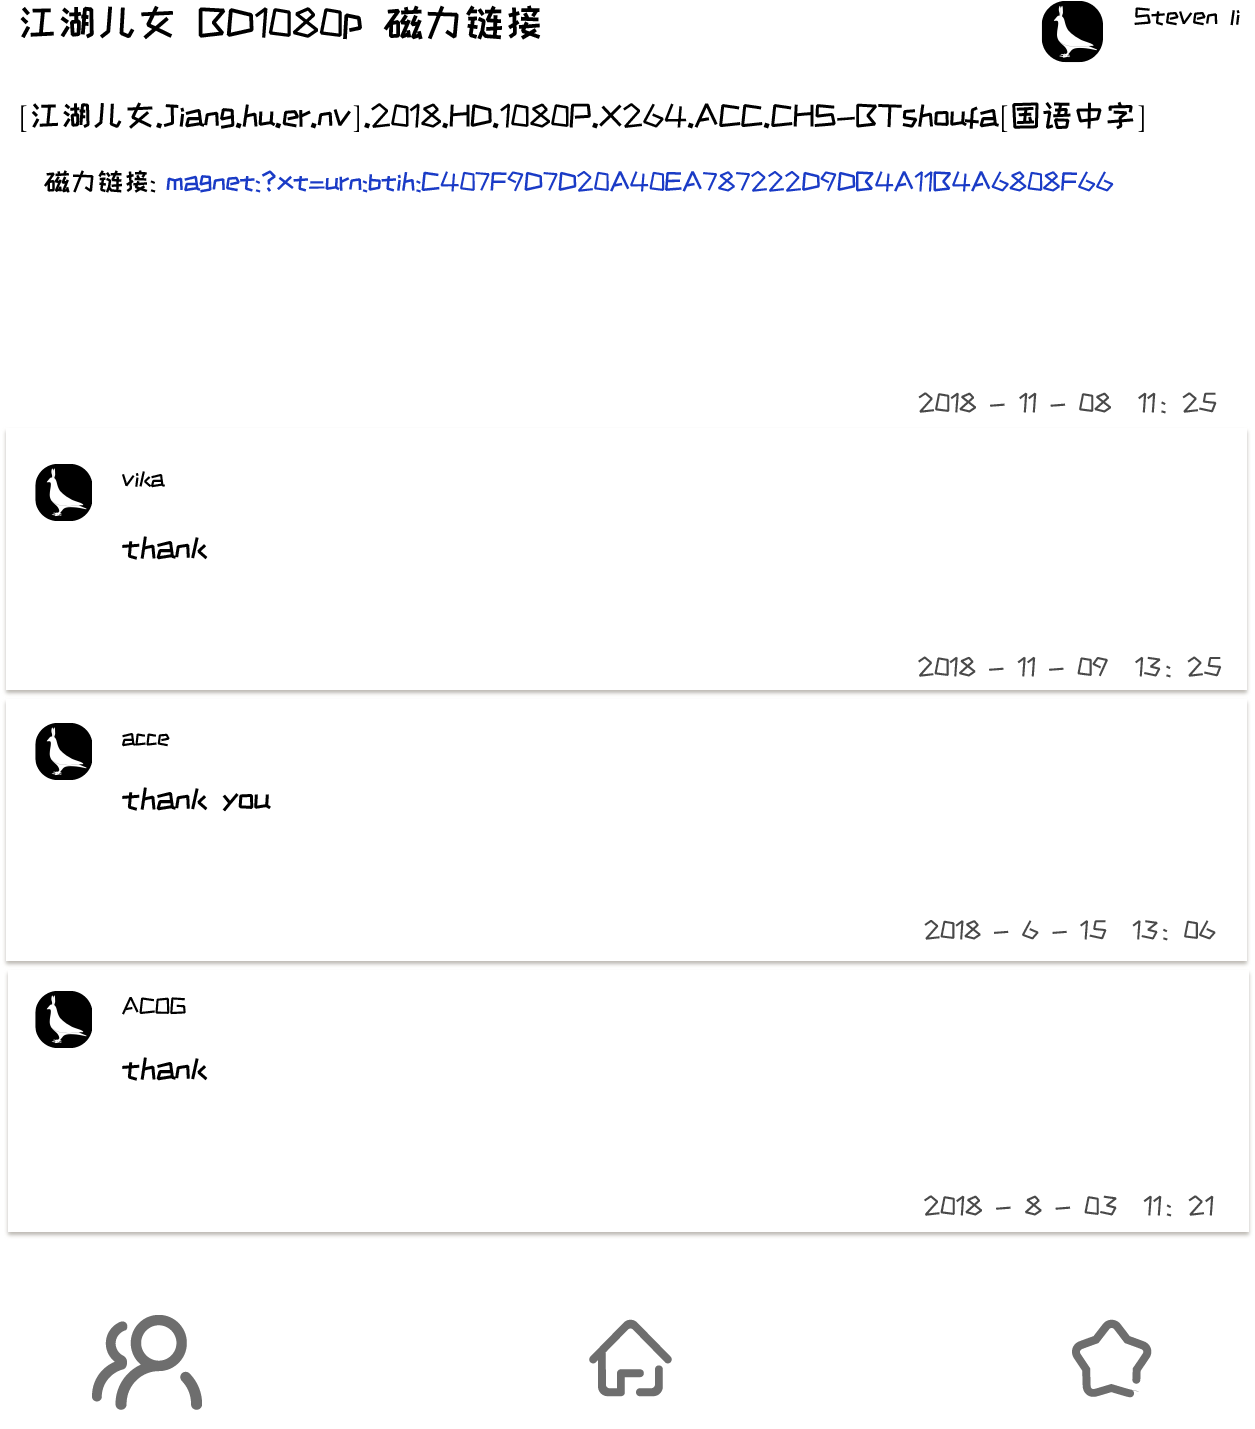 江湖儿女 BD1080p 磁力链接
Steven li
[江湖儿女.Jiang.hu.er.nv].2018.HD.1080P.X264.ACC.CHS-BTshoufa[国语中字]
磁力链接: magnet:?xt=urn:btih:C407F9D7D20A40EA787222D9DB4A11B4A6808F66
2018 - 11 - 08 11: 25
vika
thank
2018 - 11 - 09 13: 25
acce
thank you
2018 - 6 - 15 13: 06
ACOG
thank
2018 - 8 - 03 11: 21